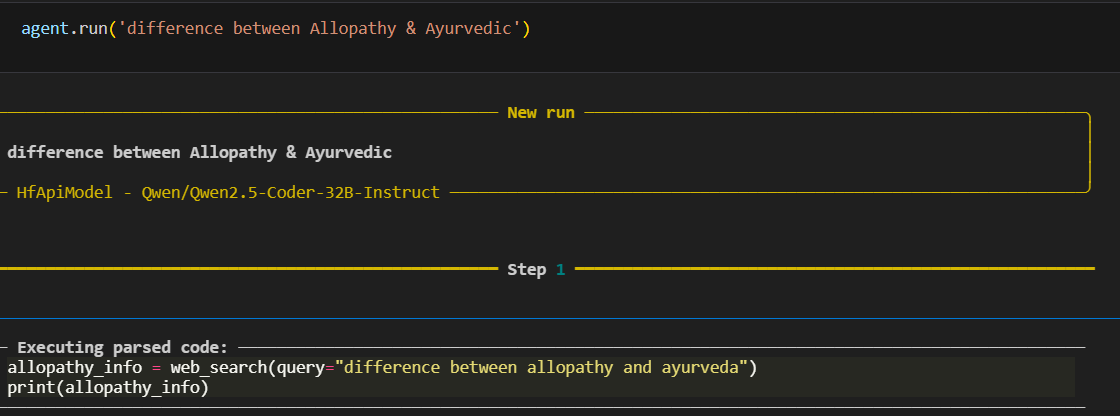 agent.run('difference between Allopathy & Ayurvedic')
New run
difference between Allopathy & Ayurvedic
HfApiModel - Qwen/Qwen2.5-Coder-32B-Instruct
Step 1
Executing parsed code:
allopathy_info = web_search(query="difference between allopathy and ayurveda")
print(allopathy_info)